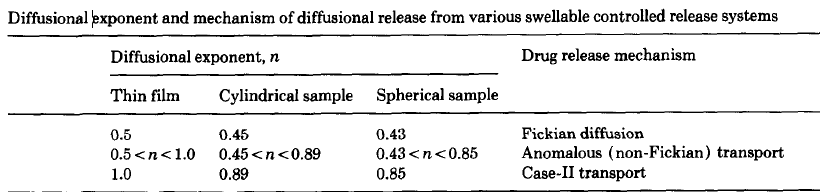 Diffusional exponent and mechanism of diffusional release from various swellable controlled release systems
Diffusional exponent, n Drug release mechanism
Thin film Cylindrical sample Spherical sample
0.5 0.45 0.43 Fickian diffusion
0.5<n<1.0 0.45<n<0.89 0.43<n<0.85 Anomalous (non-Fickian) transport
1.0 0.89 0.85 Case-II transport